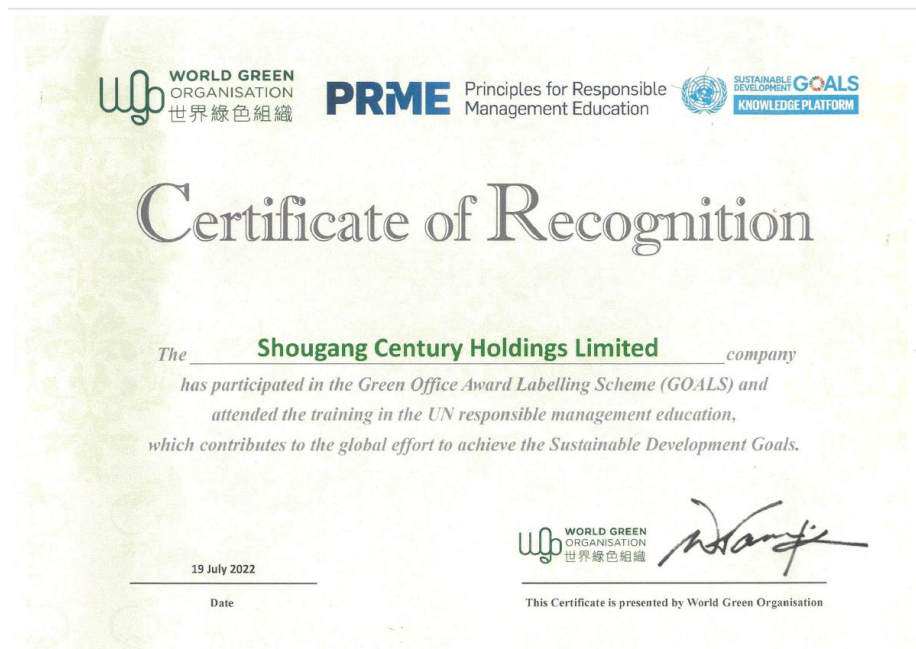 WORLD GREEN
ORGANISATION
世界綠色組織
PRME
Principles for Responsible
Management Education
SUSTAINABLE
DEVELOPMENT GOALS
KNOWLEDGE PLATFORM
Certificate of Recognition
The Shougang Century Holdings Limited company
has participated in the Green Office Award Labelling Scheme (GOALS) and
attended the training in the UN responsible management education,
which contributes to the global effort to achieve the Sustainable Development Goals.
WORLD GREEN
ORGANISATION
世界綠色組織
19 July 2022
Date
This Certificate is presented by World Green Organisation